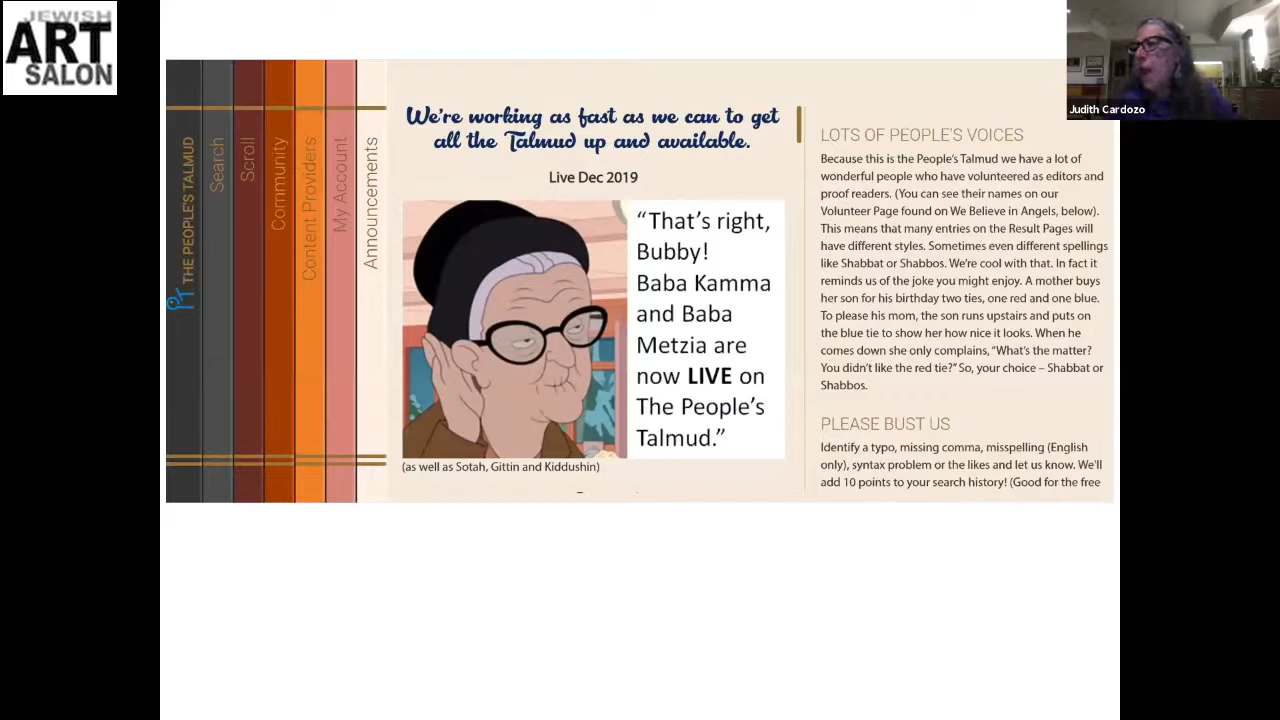 JEWISH
ART
SALON
Judith Cardozo
THE PEOPLE'S TALMUD
Search
Scroll
Community
Content Providers
My Account
Announcements
We're working as fast as we can to get
all the Talmud up and available.
Live Dec 2019
“That’s right,
Bubby!
Baba Kamma
and Baba
Metzia are
now LIVE on
The People’s
Talmud.”
(as well as Sotah, Gittin and Kiddushin)
LOTS OF PEOPLE'S VOICES
Because this is the People's Talmud we have a lot of
wonderful people who have volunteered as editors and
proof readers. (You can see their names on our
Volunteer Page found on We Believe in Angels, below).
This means that many entries on the Result Pages will
have different styles. Sometimes even different spellings
like Shabbat or Shabbos. We're cool with that. In fact it
reminds us of the joke you might enjoy. A mother buys
her son for his birthday two ties, one red and one blue.
To please his mom, the son runs upstairs and puts on
the blue tie to show her how nice it looks. When he
comes down she only complains, “What's the matter?
You didn't like the red tie?” So, your choice – Shabbat or
Shabbos.
PLEASE BUST US
Identify a typo, missing comma, misspelling (English
only), syntax problem or the likes and let us know. We'll
add 10 points to your search history! (Good for the free